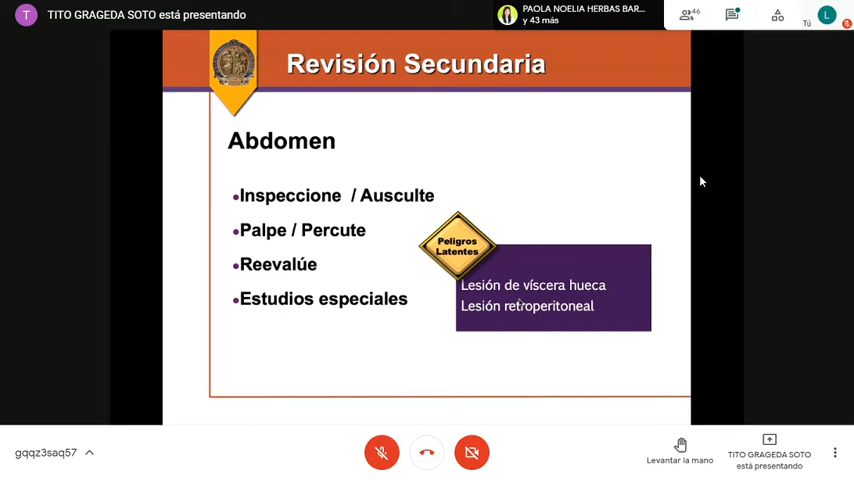 T TITO GRAGEDA SOTO está presentando
PAOLA NOELIA HERBAS BAR...
y 43 más
46
Tú
L
Revisión Secundaria
Abdomen
•Inspeccione / Ausculte
•Palpe / Percute
•Reevalúe
•Estudios especiales
Peligros
Latentes
Lesión de víscera hueca
Lesión retroperitoneal
gqqz3saq57
Levantar la mano
TITO GRAGEDA SOTO
está presentando